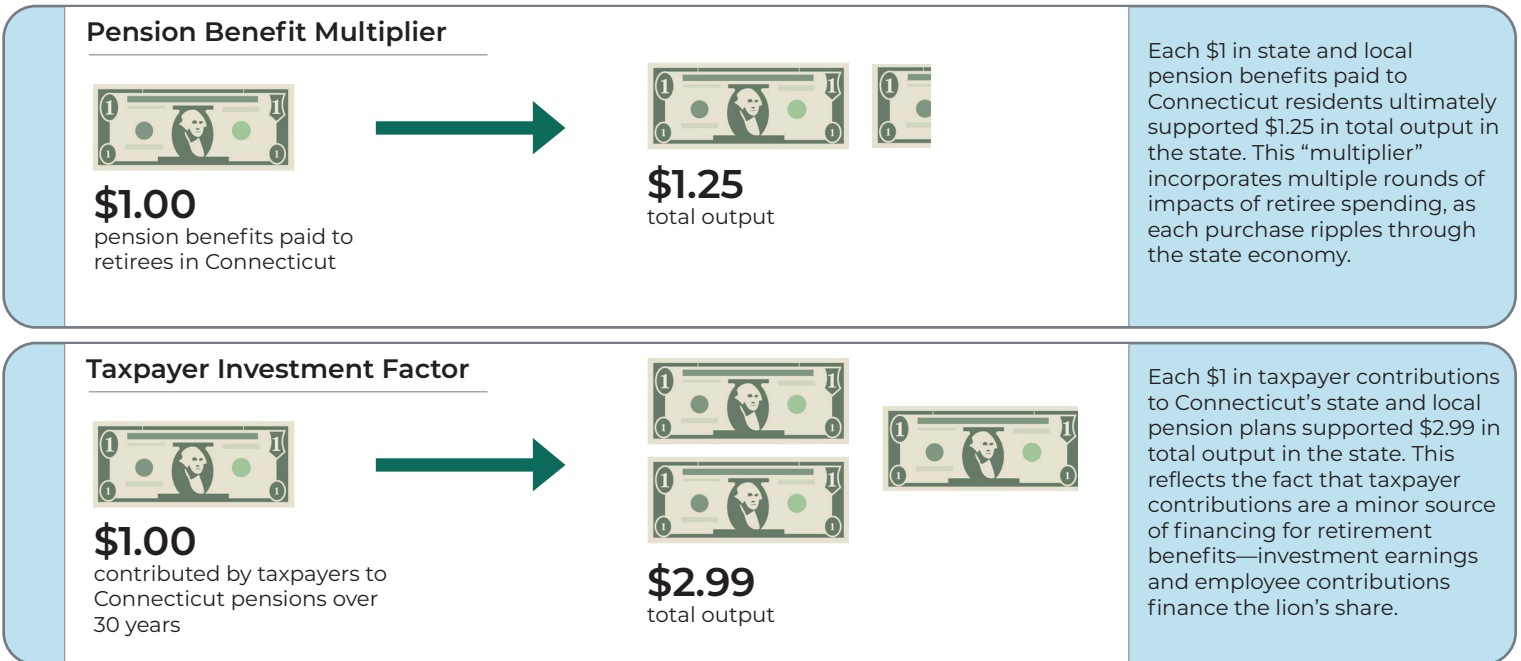 Pension Benefit Multiplier
$1.00
pension benefits paid to
retirees in Connecticut
$1.25
total output
Each $1 in state and local
pension benefits paid to
Connecticut residents ultimately
supported $1.25 in total output in
the state. This “multiplier”
incorporates multiple rounds of
impacts of retiree spending, as
each purchase ripples through
the state economy.
Taxpayer Investment Factor
$1.00
contributed by taxpayers to
Connecticut pensions over
30 years
$2.99
total output
Each $1 in taxpayer contributions
to Connecticut’s state and local
pension plans supported $2.99 in
total output in the state. This
reflects the fact that taxpayer
contributions are a minor source
of financing for retirement
benefits—investment earnings
and employee contributions
finance the lion’s share.